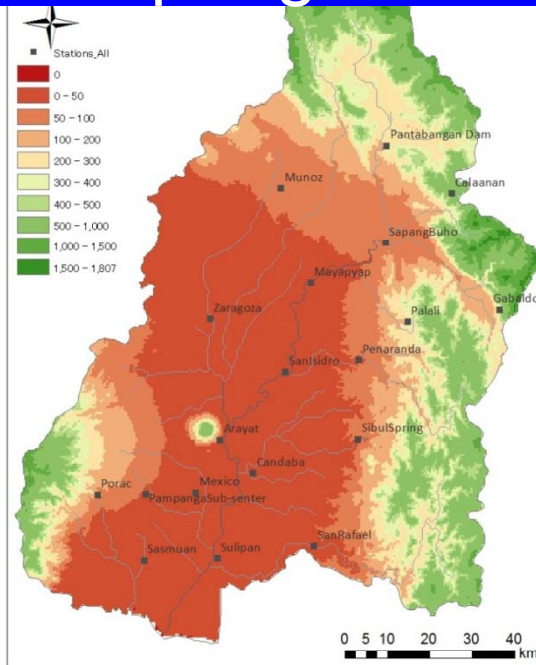 Stations_All
0
0 – 50
50 – 100
100 – 200
200 – 300
300 – 400
400 – 500
500 – 1,000
1,000 – 1,500
1,500 – 1,807
Pantabangan Dam
Munoz
Calaanan
SapangBuho
Mayapyap
Gabaldo
Zaragoza
Palali
Penaranda
SanIsidro
Arayat
SibulSpring
Candaba
Mexico
Porac
PampangaSub-senter
SanRafael
Sasmuan
Sulipan
0 5 10 20 30 40
km